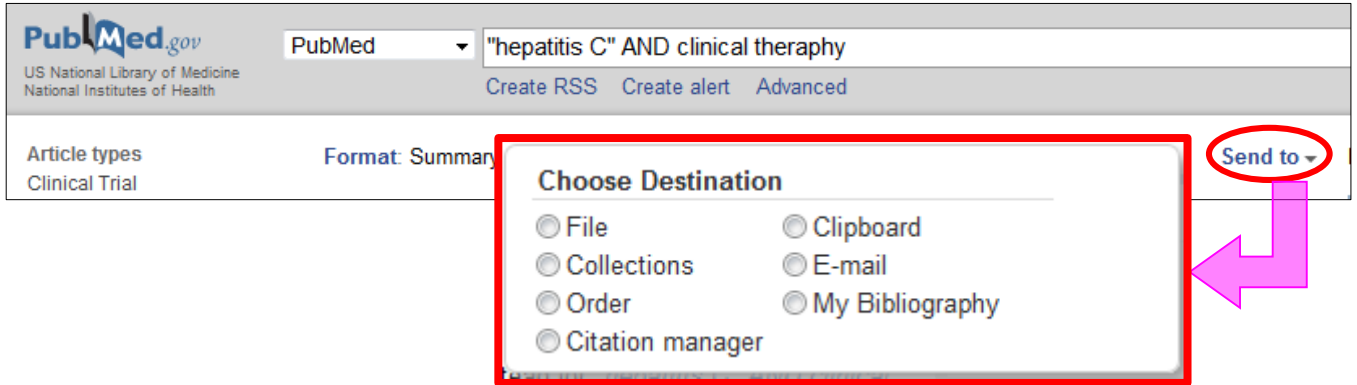 PubMed.gov
US National Library of Medicine
National Institutes of Health
PubMed
"hepatitis C" AND clinical theraphy
Create RSS Create alert Advanced
Article types
Clinical Trial
Format: Summary
Send to
Choose Destination
File
Clipboard
Collections
E-mail
Order
My Bibliography
Citation manager